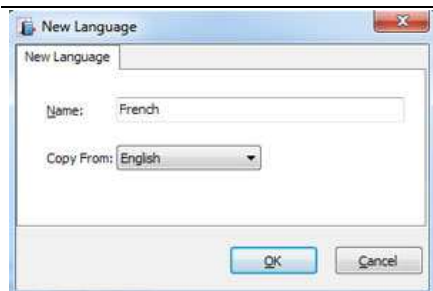 New Language
New Language
Name: French
Copy From: English
OK Cancel